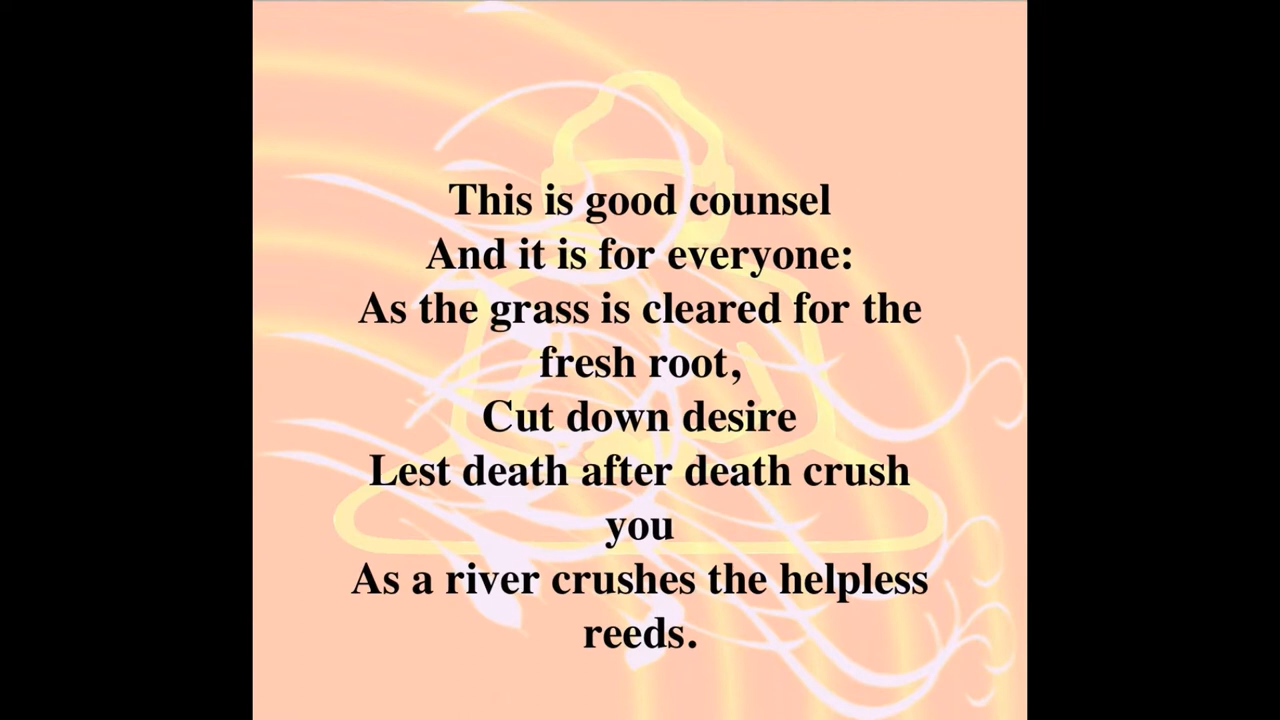 This is good counsel
And it is for everyone:
As the grass is cleared for the
fresh root,
Cut down desire
Lest death after death crush
you
As a river crushes the helpless
reeds.